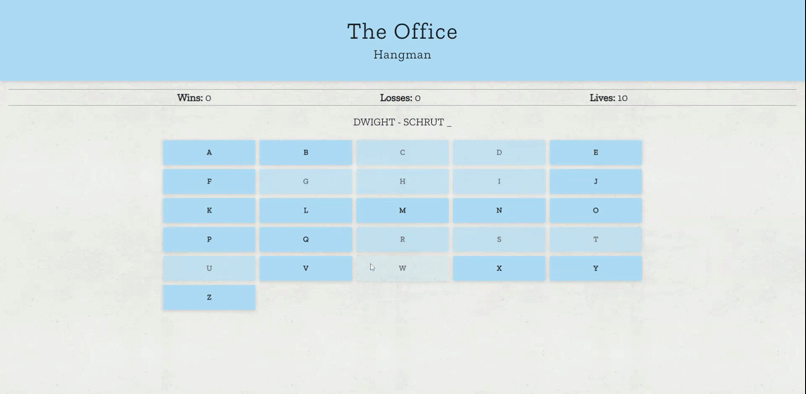 The Office
Hangman
Wins: 0 Losses: 0 Lives: 10
DWIGHT - SCHRUT _
A B C D E
F G H I J
K L M N O
P Q R S T
U V W X Y
Z